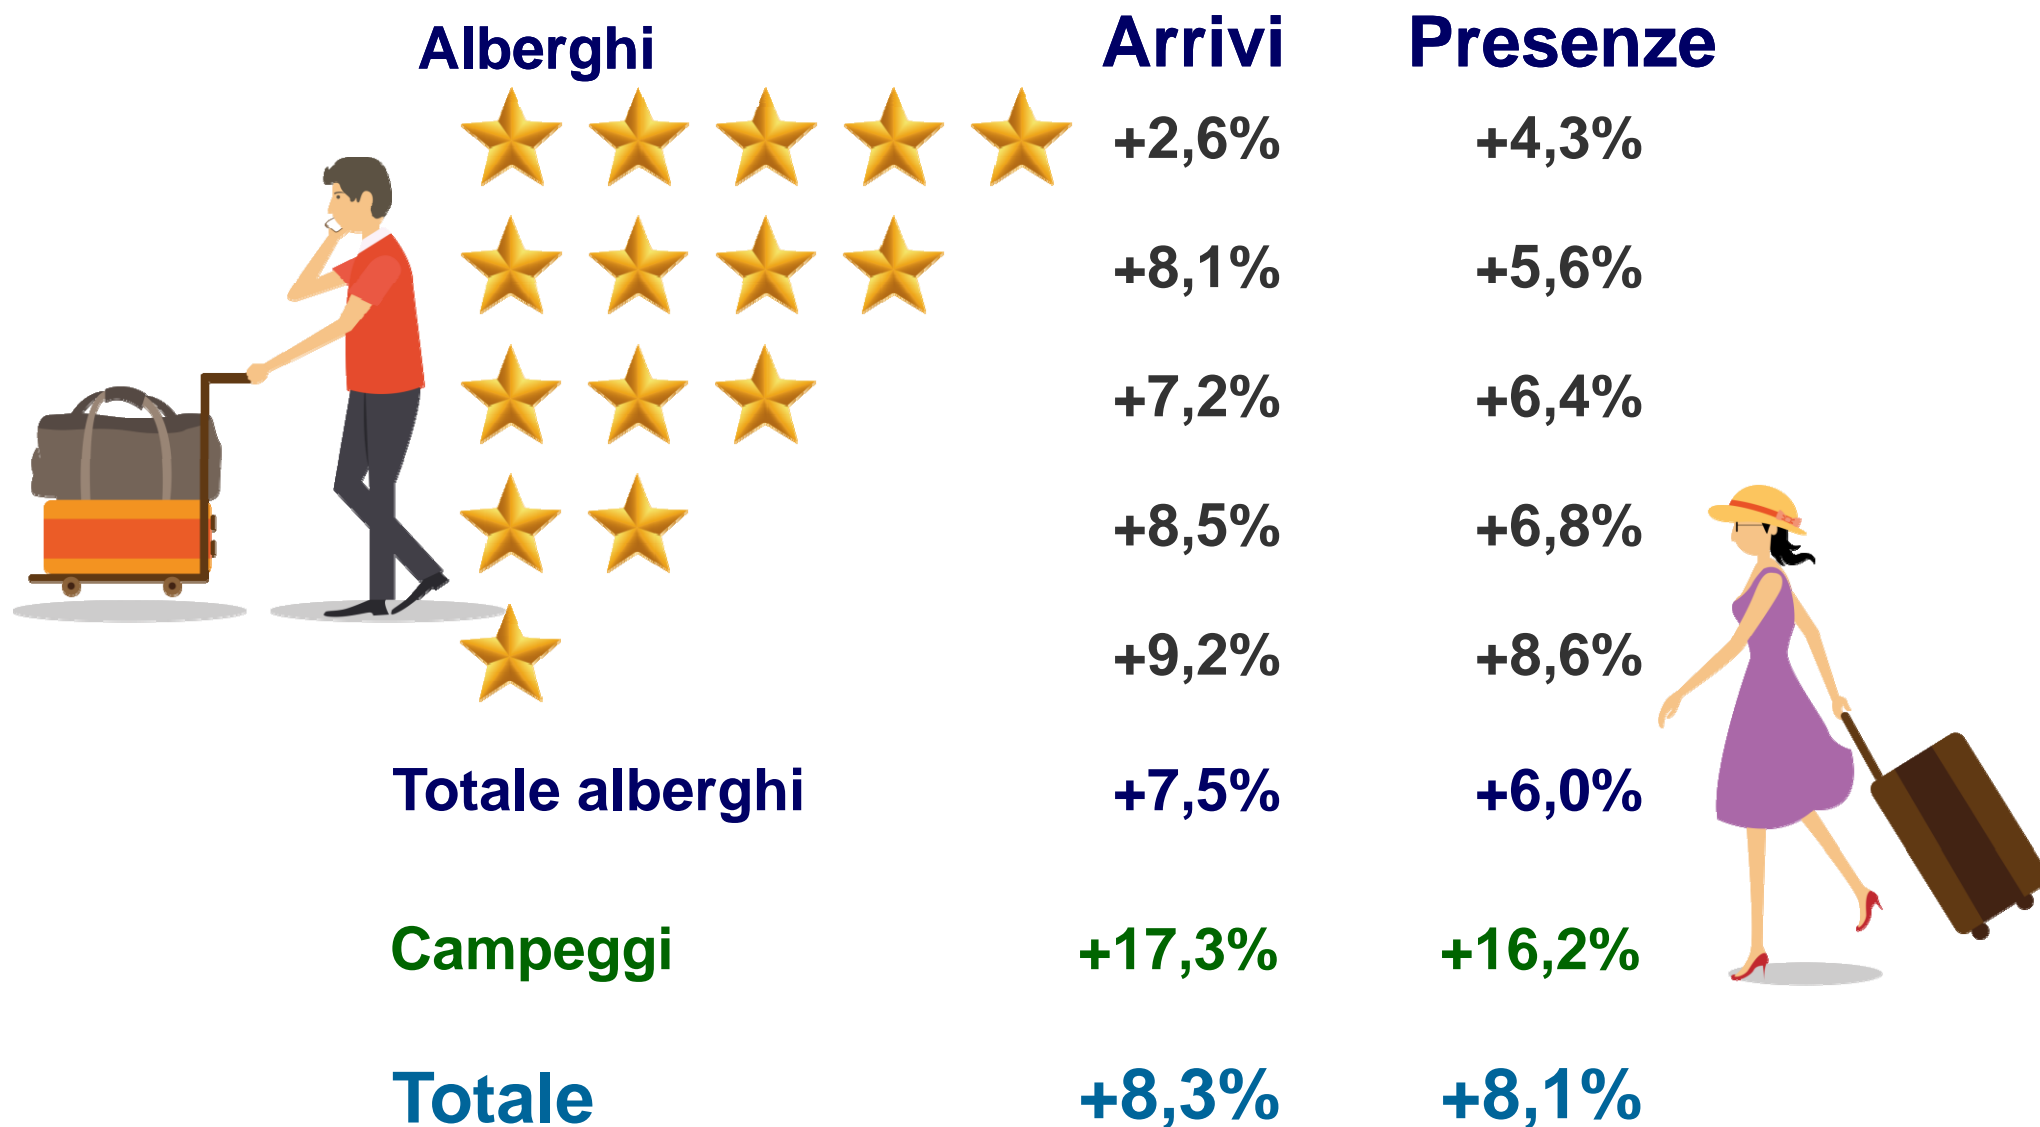 Alberghi Arrivi Presenze
+2,6% +4,3%
+8,1% +5,6%
+7,2% +6,4%
+8,5% +6,8%
+9,2% +8,6%
Totale alberghi +7,5% +6,0%
Campeggi +17,3% +16,2%
Totale +8,3% +8,1%